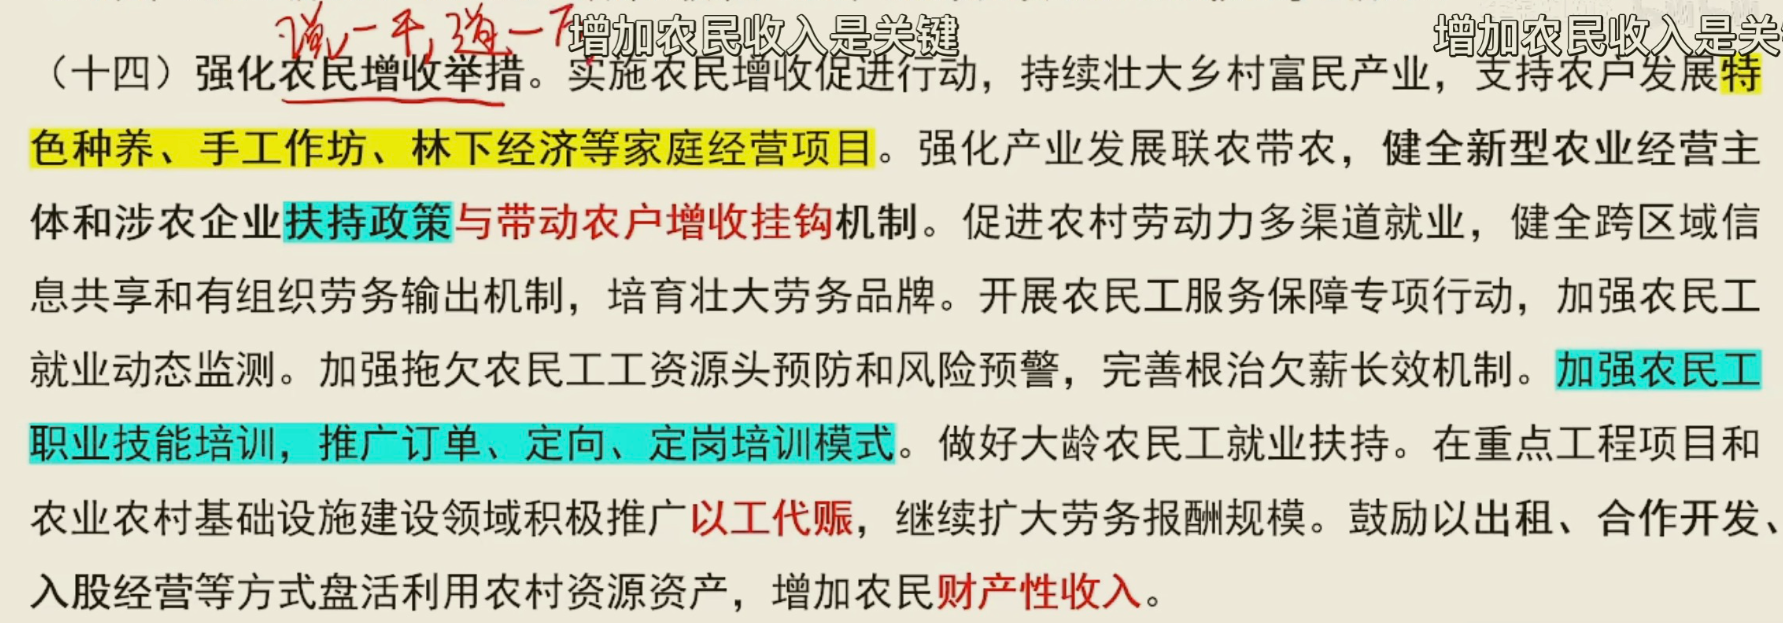 增加农民收入是关键
增加农民收入是关
（十四）强化农民增收举措。实施农民增收促进行动，持续壮大乡村富民产业，支持农户发展特
色种养、手工作坊、林下经济等家庭经营项目。强化产业发展联农带农，健全新型农业经营主
体和涉农企业扶持政策与带动农户增收挂钩机制。促进农村劳动力多渠道就业，健全跨区域信
息共享和有组织劳务输出机制，培育壮大劳务品牌。开展农民工服务保障专项行动，加强农民工
就业动态监测。加强拖欠农民工工资源头预防和风险预警，完善根治欠薪长效机制。加强农民工
职业技能培训，推广订单、定向、定岗培训模式。做好大龄农民工就业扶持。在重点工程项目和
农业农村基础设施建设领域积极推广以工代赈，继续扩大劳务报酬规模。鼓励以出租、合作开发、
入股经营等方式盘活利用农村资源资产，增加农民财产性收入。